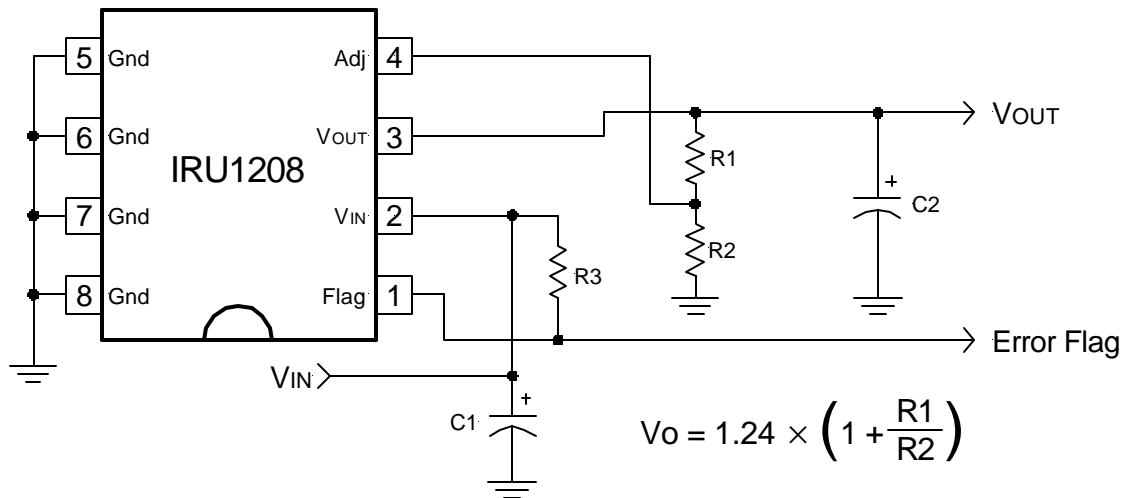 5 Gnd Adj 4
VOUT
6 Gnd VOUT 3
R1
IRU1208
C2
7 Gnd VIN 2
R2
R3
8 Gnd Flag 1
Error Flag
VIN
C1
Vo = 1.24 × (1 + R1/R2)
+
+